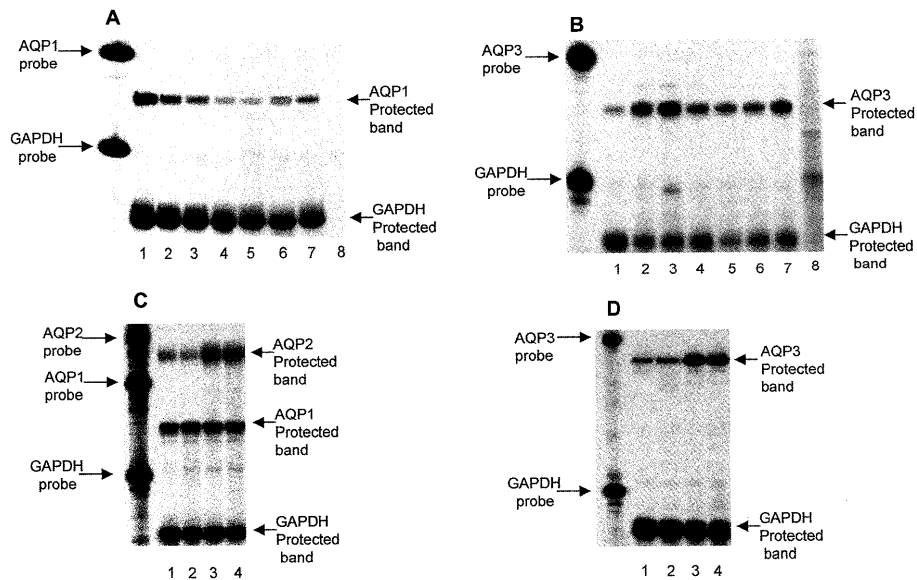 A
AQP1
probe
AQP1
Protected
band
GAPDH
probe
GAPDH
Protected
band
1 2 3 4 5 6 7 8
B
AQP3
probe
AQP3
Protected
band
GAPDH
probe
GAPDH
Protected
band
1 2 3 4 5 6 7 8
C
AQP2
probe
AQP2
Protected
band
AQP1
probe
AQP1
Protected
band
GAPDH
probe
GAPDH
Protected
band
1 2 3 4
D
AQP3
probe
AQP3
Protected
band
GAPDH
probe
GAPDH
Protected
band
1 2 3 4